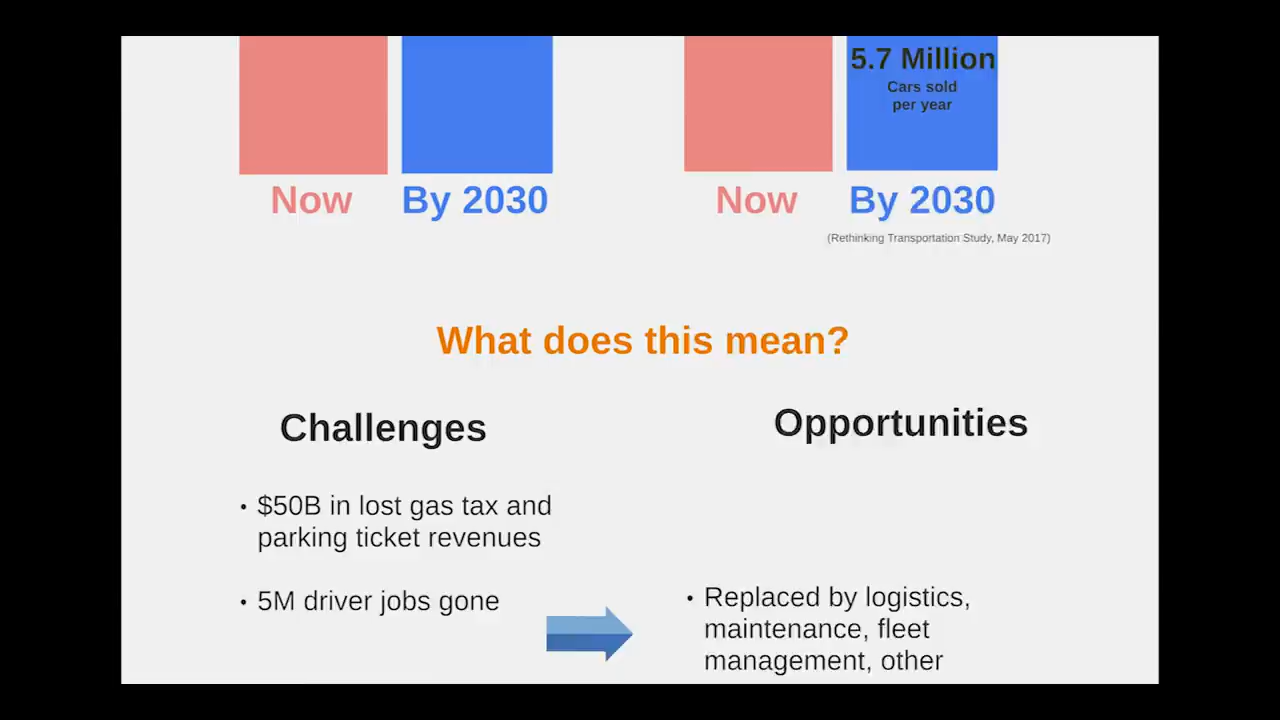 5.7 Million
Cars sold
per year
Now
By 2030
Now
By 2030
(Rethinking Transportation Study, May 2017)
What does this mean?
Challenges
Opportunities
• $50B in lost gas tax and
parking ticket revenues
• 5M driver jobs gone
• Replaced by logistics,
maintenance, fleet
management, other